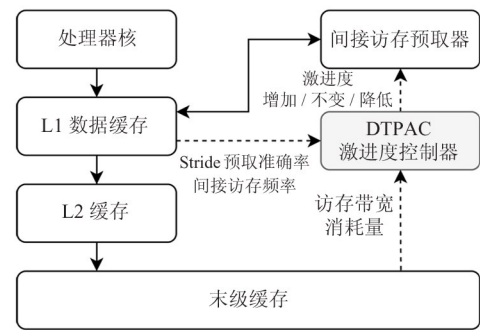 处理器核
间接访存预取器
激进度
增加 / 不变 / 降低
L1 数据缓存
DTPAC
激进度控制器
Stride 预取准确率
间接访存频率
L2 缓存
访存带宽
消耗量
末级缓存